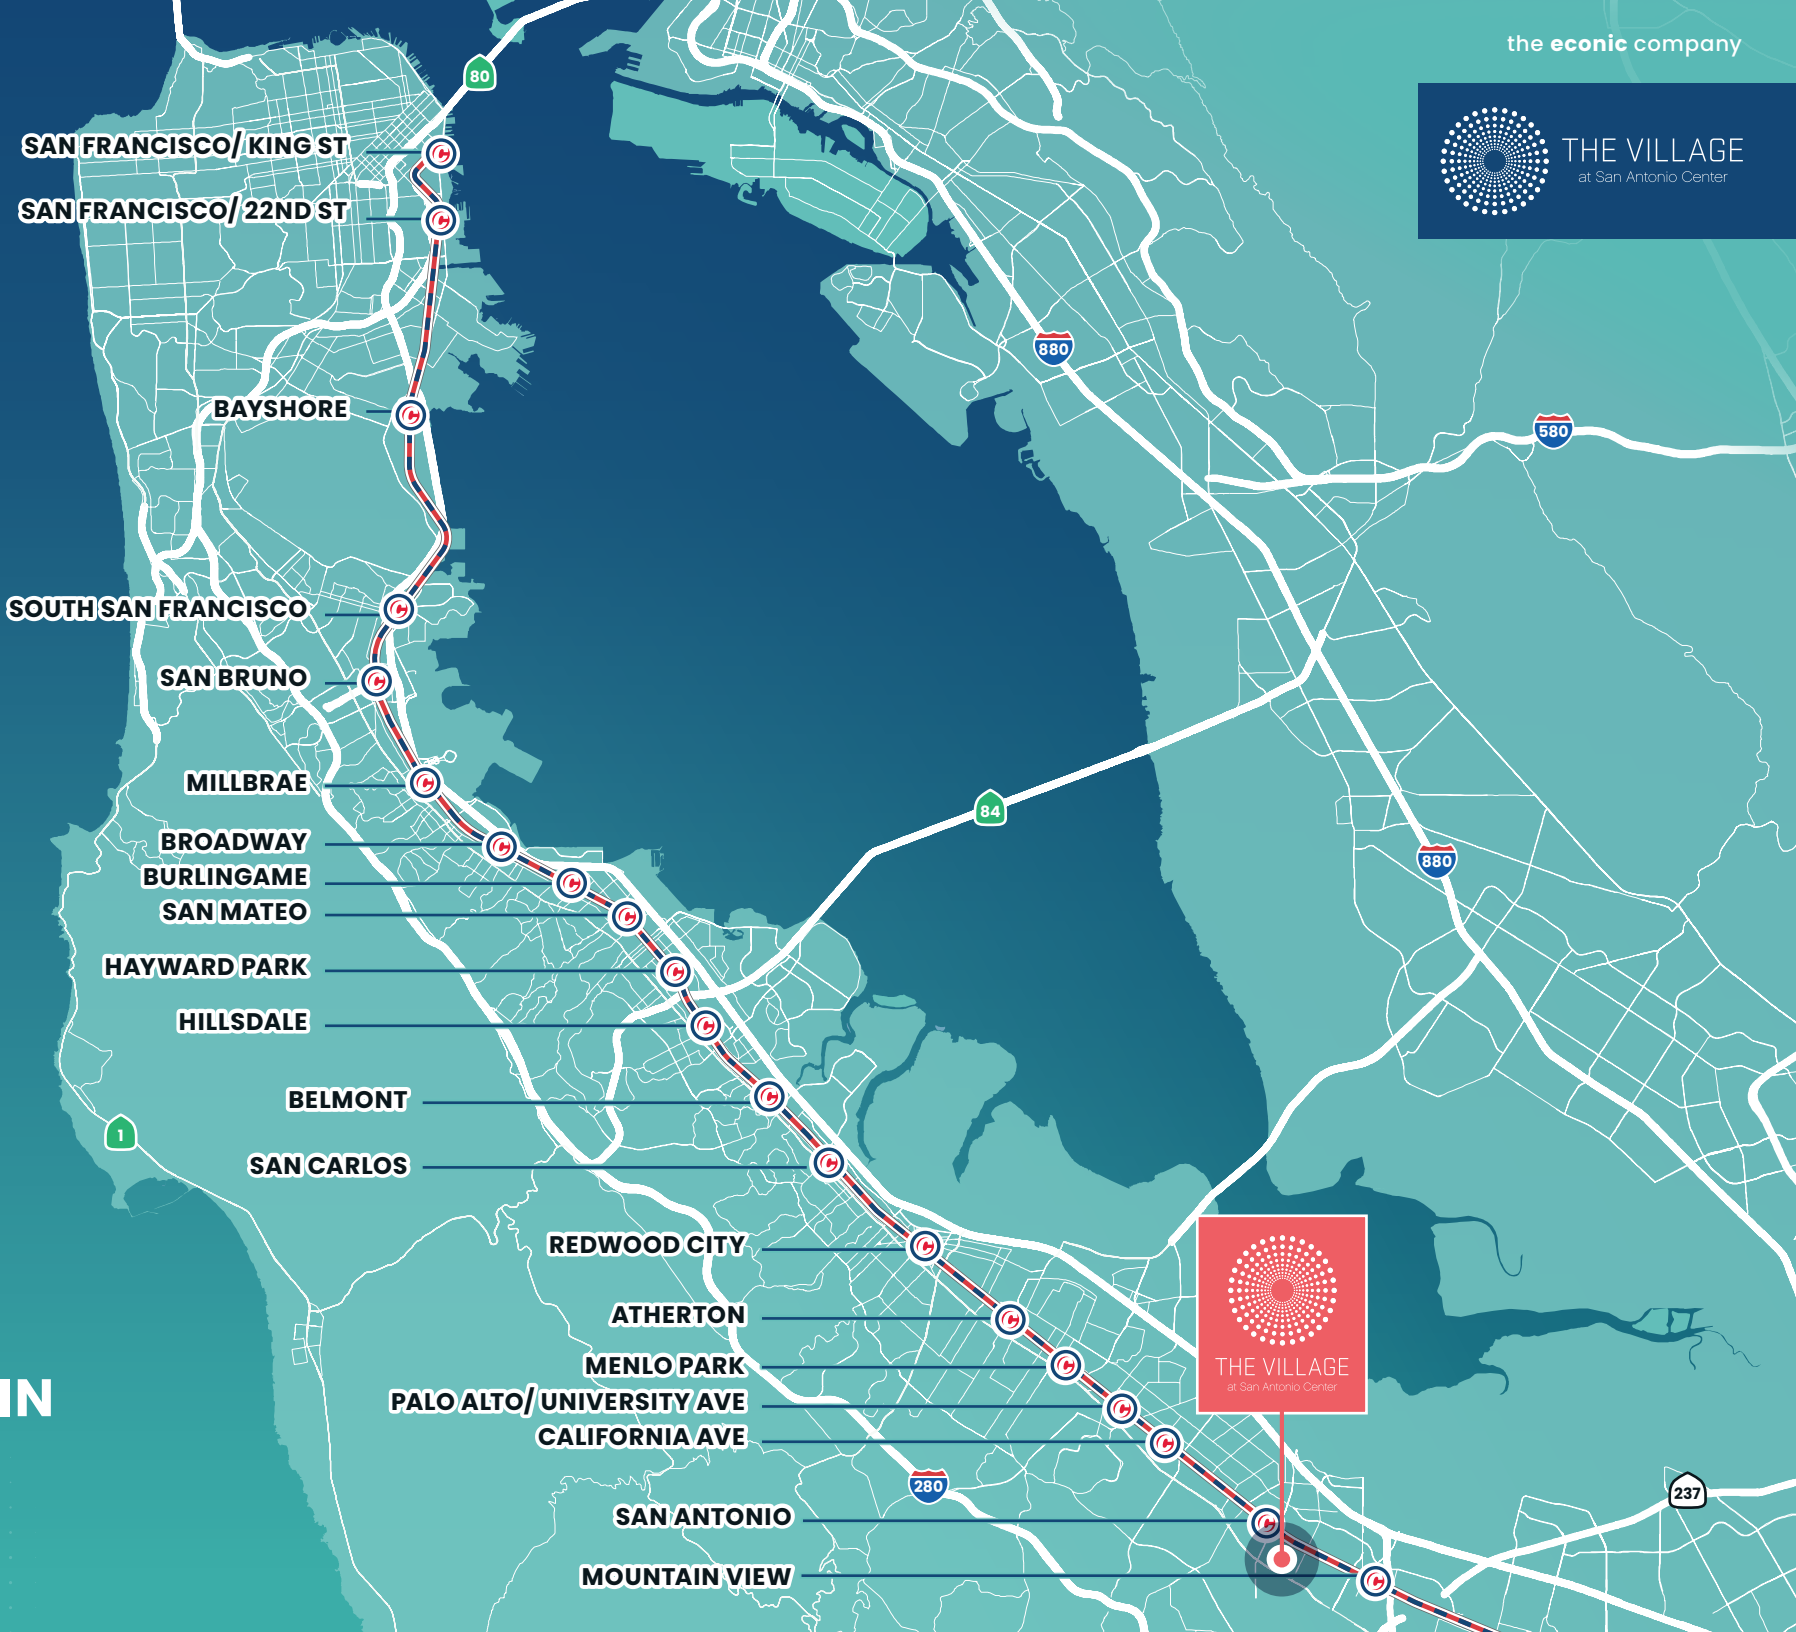 the econic company
THE VILLAGE
at San Antonio Center
80
SAN FRANCISCO/ KING ST
SAN FRANCISCO/ 22ND ST
880
BAYSHORE
580
SOUTH SAN FRANCISCO
SAN BRUNO
MILLBRAE
84
BROADWAY
880
BURLINGAME
SAN MATEO
HAYWARD PARK
HILLSDALE
BELMONT
1
SAN CARLOS
REDWOOD CITY
ATHERTON
MENLO PARK
THE VILLAGE
at San Antonio Center
IN
PALO ALTO/ UNIVERSITY AVE
CALIFORNIA AVE
280
237
SAN ANTONIO
MOUNTAIN VIEW